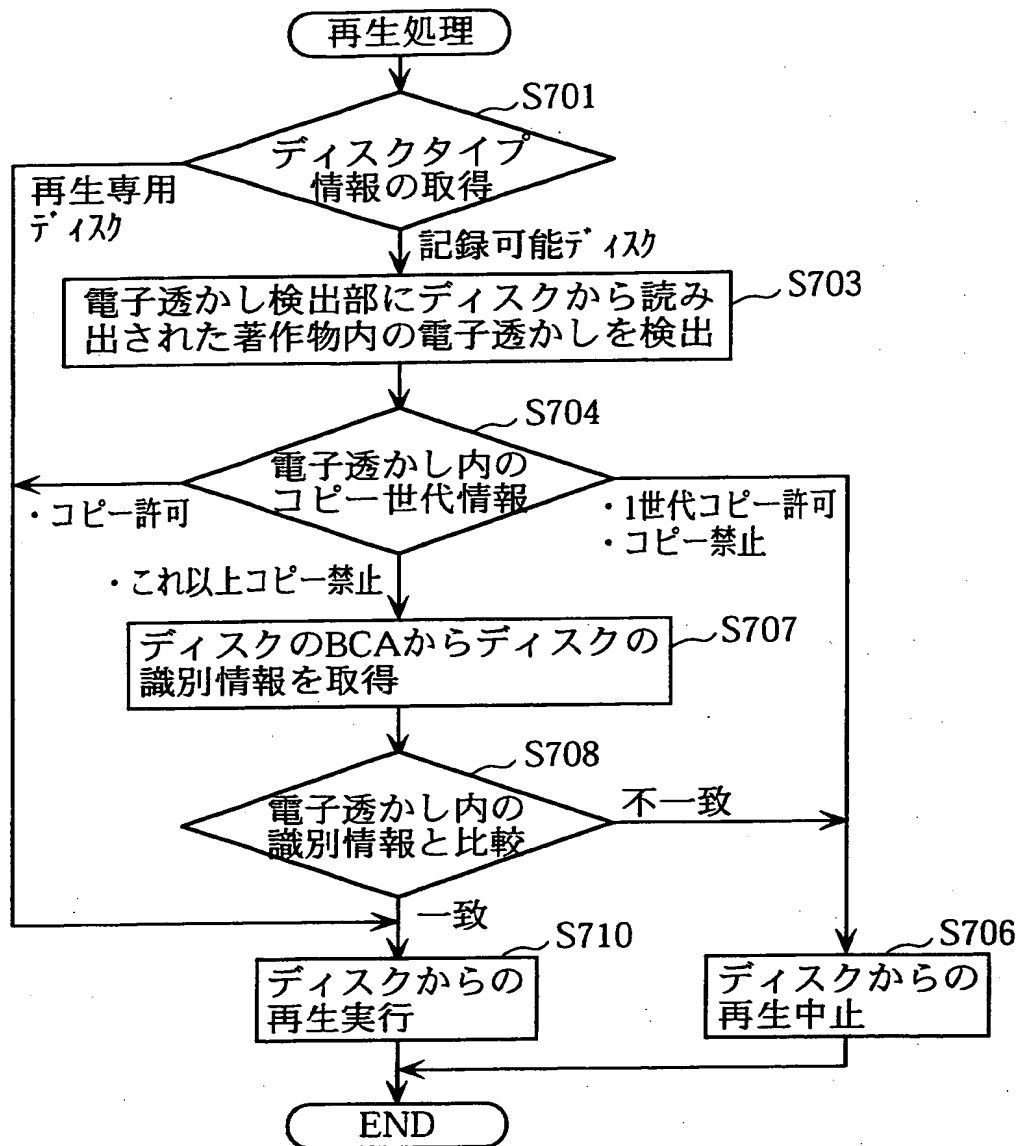 再生処理
S701
ディスクタイプ
情報の取得
再生専用
ディスク
記録可能ディスク
S703
電子透かし検出部にディスクから読み
出された著作物内の電子透かしを検出
S704
電子透かし内の
コピー世代情報
・コピー許可
・1世代コピー許可
・コピー禁止
・これ以上コピー禁止
S707
ディスクのBCAからディスクの
識別情報を取得
S708
電子透かし内の
識別情報と比較
不一致
一致
S710
ディスクからの
再生実行
S706
ディスクからの
再生中止
END